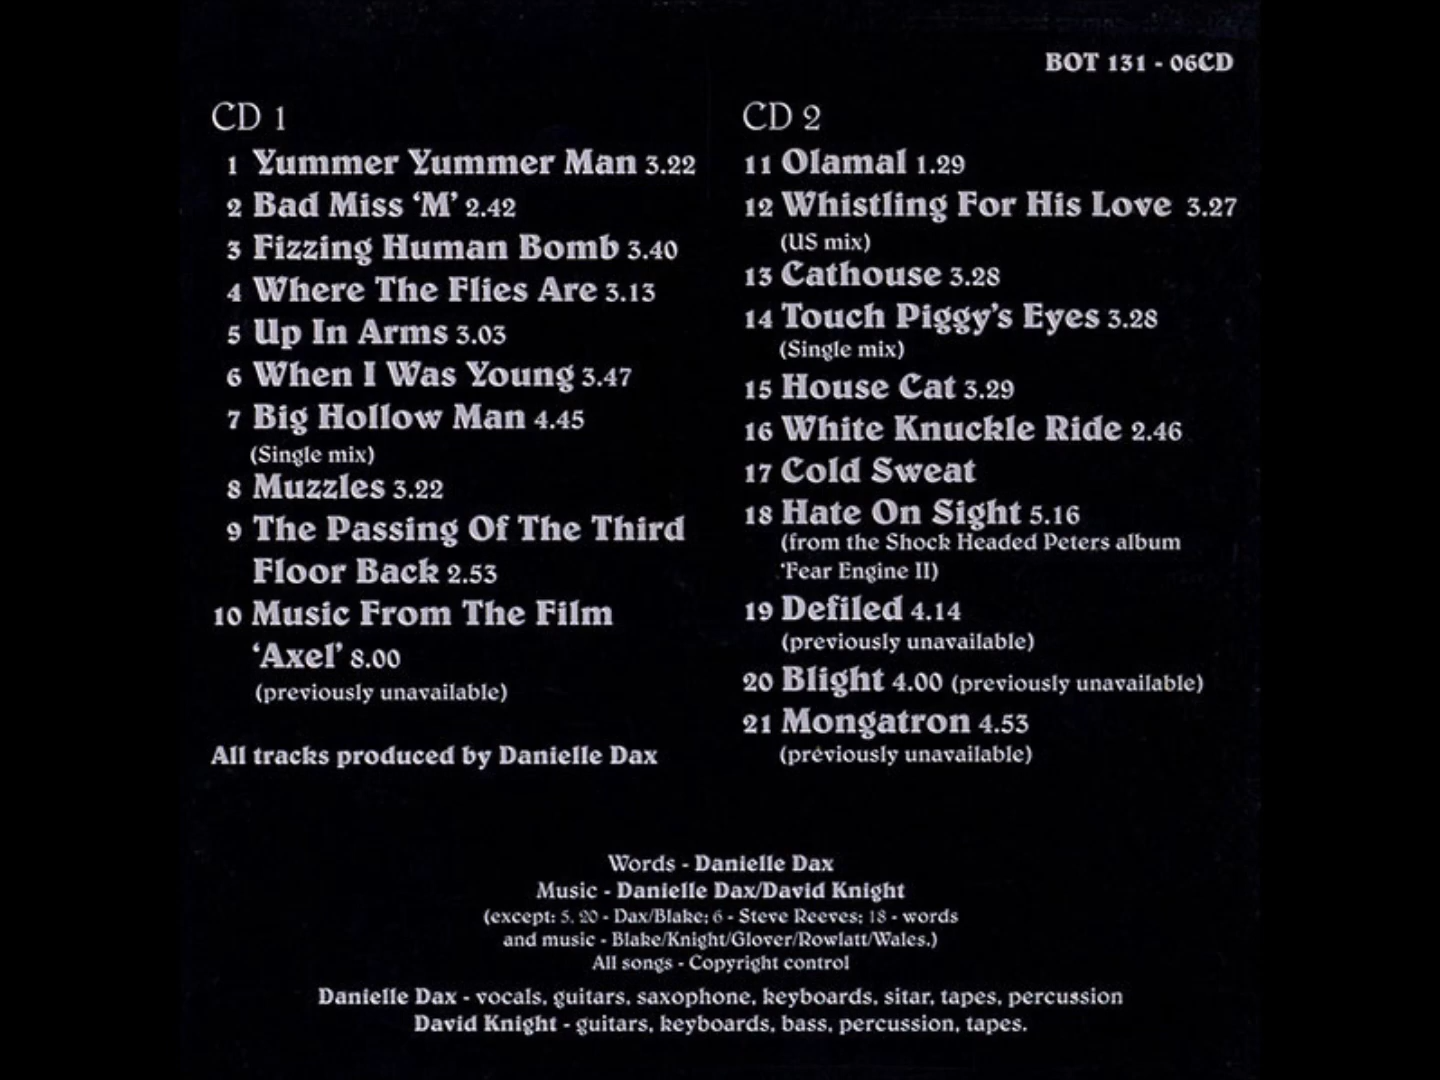 BOT 131 - 06CD
CD 1
1 Yummer Yummer Man 3.22
2 Bad Miss ‘M’ 2.42
3 Fizzing Human Bomb 3.40
4 Where The Flies Are 3.13
5 Up In Arms 3.03
6 When I Was Young 3.47
7 Big Hollow Man 4.45
(Single mix)
8 Muzzles 3.22
9 The Passing Of The Third
Floor Back 2.53
10 Music From The Film
‘Axel’ 8.00
(previously unavailable)
All tracks produced by Danielle Dax
CD 2
11 Olamal 1.29
12 Whistling For His Love 3.27
(US mix)
13 Cathouse 3.28
14 Touch Piggy’s Eyes 3.28
(Single mix)
15 House Cat 3.29
16 White Knuckle Ride 2.46
17 Cold Sweat
18 Hate On Sight 5.16
(from the Shock Headed Peters album
‘Fear Engine II)
19 Defiled 4.14
(previously unavailable)
20 Blight 4.00 (previously unavailable)
21 Mongatron 4.53
(previously unavailable)
Words - Danielle Dax
Music - Danielle Dax/David Knight
(except: 5, 20 - Dax/Blake; 6 - Steve Reeves; 18 - words
and music - Blake/Knight/Glover/Rowlatt/Wales.)
All songs - Copyright control
Danielle Dax - vocals, guitars, saxophone, keyboards, sitar, tapes, percussion
David Knight - guitars, keyboards, bass, percussion, tapes.